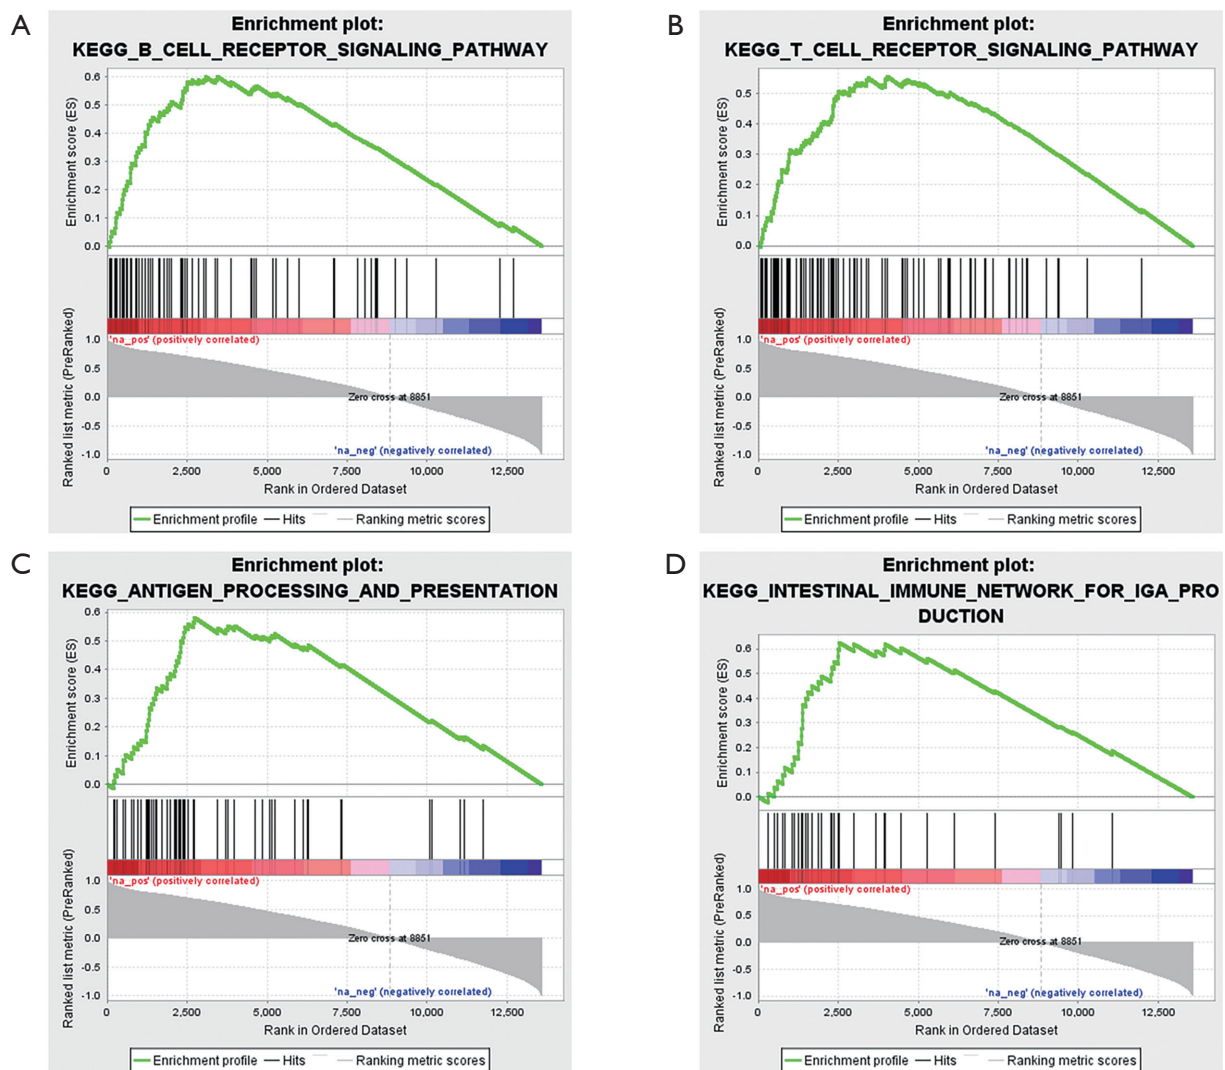 A
Enrichment plot:
KEGG_B_CELL_RECEPTOR_SIGNALING_PATHWAY
Enrichment score (ES)
0.6
0.5
0.4
0.3
0.2
0.1
0.0
'na_pos' (positively correlated)
Ranked list metric (PreRanked)
1.0
0.5
0.0
-0.5
-1.0
Zero cross at 8851
'na_neg' (negatively correlated)
0 2,500 5,000 7,500 10,000 12,500
Rank in Ordered Dataset
Enrichment profile Hits Ranking metric scores
B
Enrichment plot:
KEGG_T_CELL_RECEPTOR_SIGNALING_PATHWAY
Enrichment score (ES)
0.5
0.4
0.3
0.2
0.1
0.0
'na_pos' (positively correlated)
Ranked list metric (PreRanked)
1.0
0.5
0.0
-0.5
-1.0
Zero cross at 8851
'na_neg' (negatively correlated)
0 2,500 5,000 7,500 10,000 12,500
Rank in Ordered Dataset
Enrichment profile Hits Ranking metric scores
C
Enrichment plot:
KEGG_ANTIGEN_PROCESSING_AND_PRESENTATION
Enrichment score (ES)
0.6
0.5
0.4
0.3
0.2
0.1
0.0
'na_pos' (positively correlated)
Ranked list metric (PreRanked)
1.0
0.5
0.0
-0.5
-1.0
Zero cross at 8851
'na_neg' (negatively correlated)
0 2,500 5,000 7,500 10,000 12,500
Rank in Ordered Dataset
Enrichment profile Hits Ranking metric scores
D
Enrichment plot:
KEGG_INTESTINAL_IMMUNE_NETWORK_FOR_IGA_PRO
DUCTION
Enrichment score (ES)
0.6
0.5
0.4
0.3
0.2
0.1
0.0
'na_pos' (positively correlated)
Ranked list metric (PreRanked)
1.0
0.5
0.0
-0.5
-1.0
Zero cross at 8851
'na_neg' (negatively correlated)
0 2,500 5,000 7,500 10,000 12,500
Rank in Ordered Dataset
Enrichment profile Hits Ranking metric scores